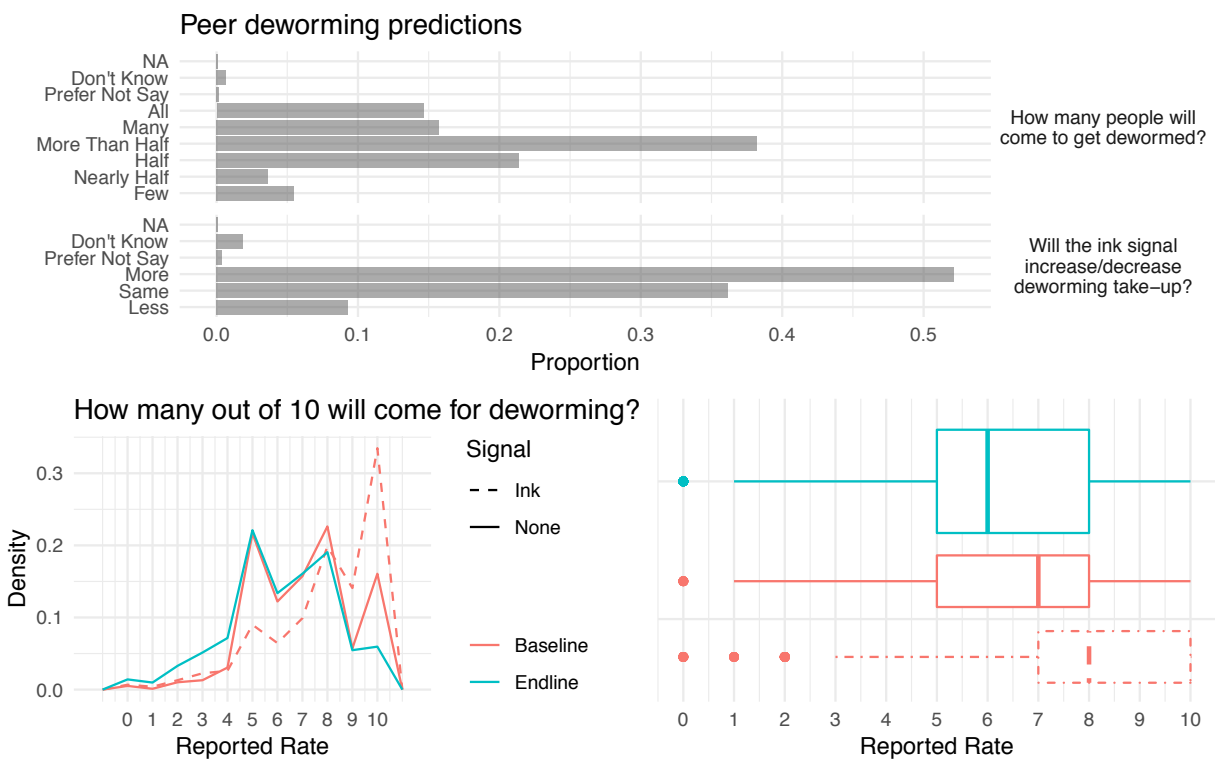 Peer deworming predictions
NA
Don't Know
Prefer Not Say
All
Many
More Than Half
Half
Nearly Half
Few
How many people will
come to get dewormed?
NA
Don't Know
Prefer Not Say
More
Same
Less
Will the ink signal
increase/decrease
deworming take−up?
0.0 0.1 0.2 0.3 0.4 0.5
Proportion
How many out of 10 will come for deworming?
Density
0.3
0.2
0.1
0.0
0 1 2 3 4 5 6 7 8 9 10
Reported Rate
Signal
Ink
None
Baseline
Endline
0 1 2 3 4 5 6 7 8 9 10
Reported Rate